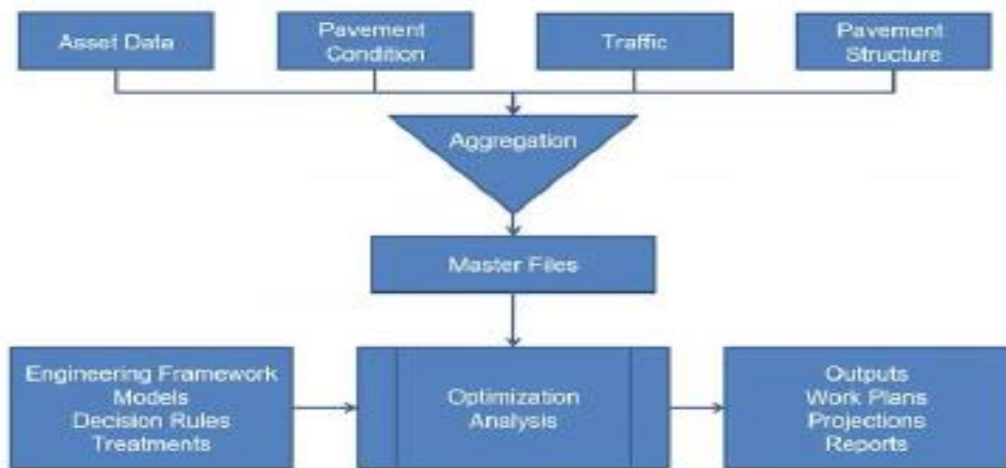 Asset Data
Pavement
Condition
Traffic
Pavement
Structure
Aggregation
Master Files
Engineering Framework
Models
Decision Rules
Treatments
Optimization
Analysis
Outputs
Work Plans
Projections
Reports